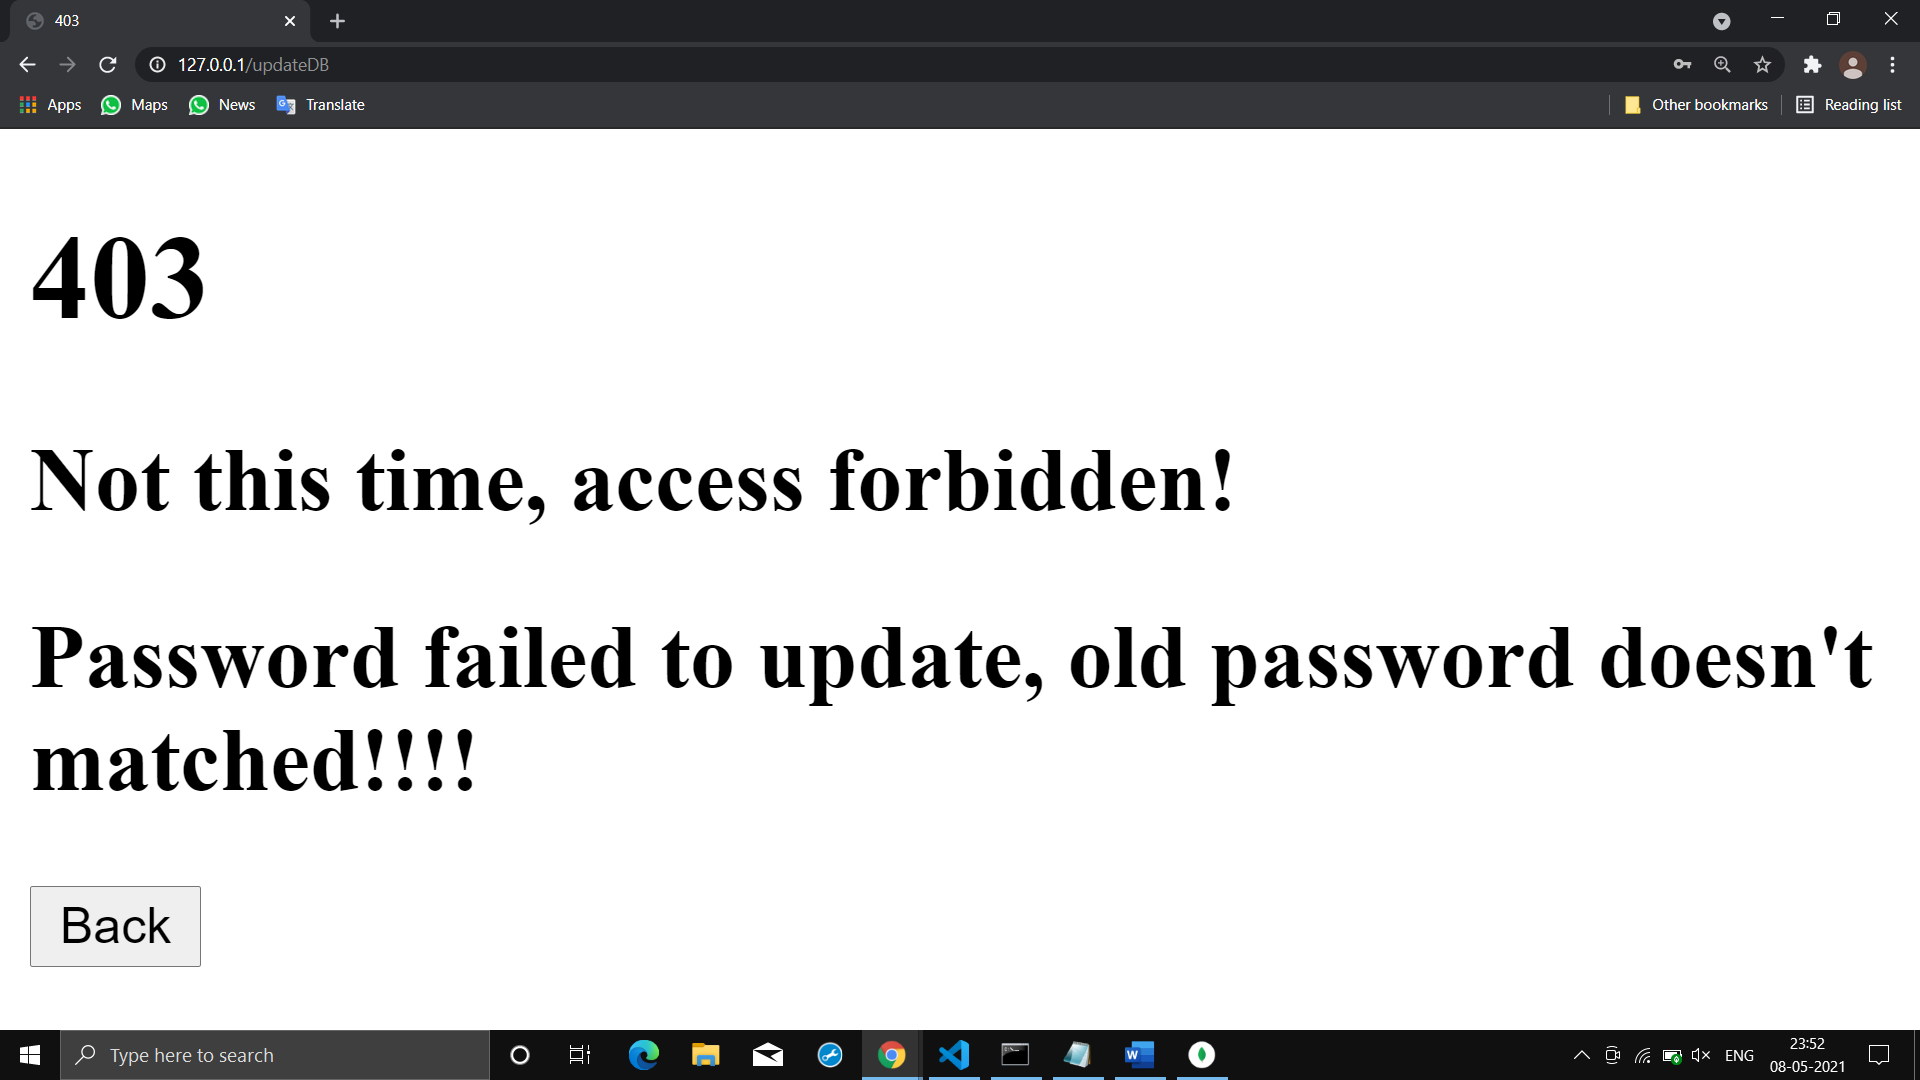 403
127.0.0.1/updateDB
Apps Maps News Translate Other bookmarks Reading list
403
Not this time, access forbidden!
Password failed to update, old password doesn't
matched!!!!
Back
Type here to search
ENG
23:52
08-05-2021